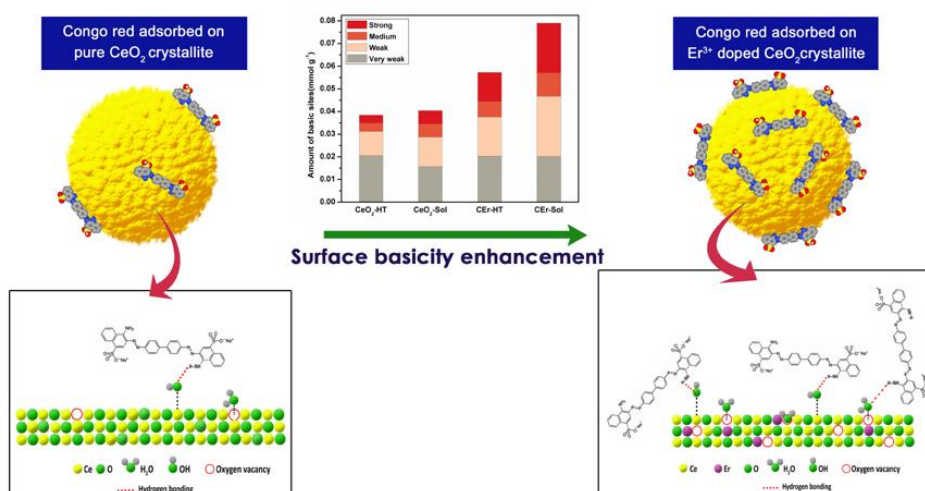 Congo red adsorbed on
pure CeO₂ crystallite
0.08
0.07
0.06
0.05
0.04
0.03
0.02
0.01
0.00
Amount of basic sites(mmol g⁻¹)
Strong
Medium
Weak
Very weak
CeO₂-HT CeO₂-Sol CEr-HT CEr-Sol
Surface basicity enhancement
Congo red adsorbed on
Er³⁺ doped CeO₂crystallite
NH₂
Ce O H₂O OH Oxygen vacancy
Hydrogen bonding
NH₂
Ce Er O H₂O OH Oxygen vacancy
Hydrogen bonding